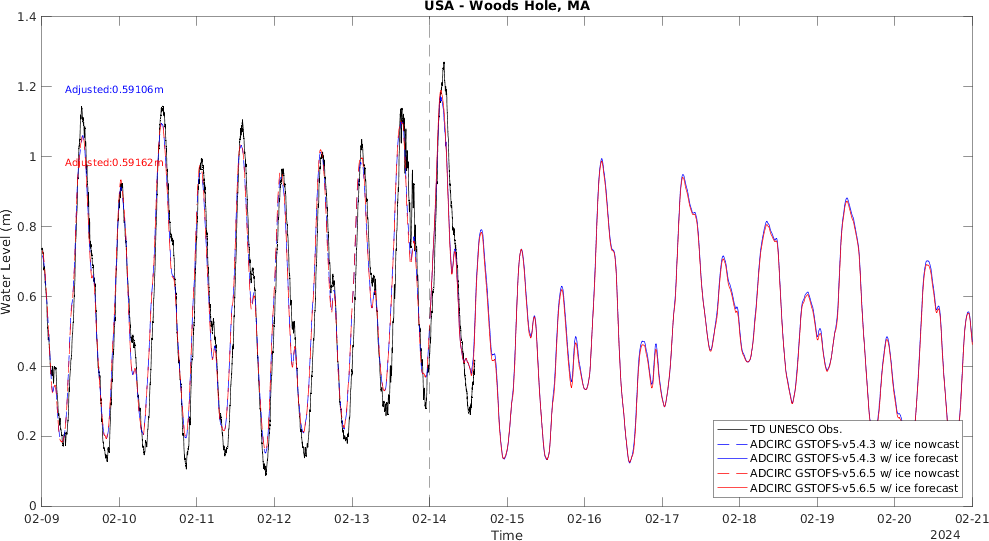 USA - Woods Hole, MA
1.4
1.2
1
0.8
0.6
0.4
0.2
0
Water Level (m)
Adjusted:0.59106m
Adjusted:0.59162m
TD UNESCO Obs.
ADCIRC GSTOFS-v5.4.3 w/ ice nowcast
ADCIRC GSTOFS-v5.4.3 w/ ice forecast
ADCIRC GSTOFS-v5.6.5 w/ ice nowcast
ADCIRC GSTOFS-v5.6.5 w/ ice forecast
02-09 02-10 02-11 02-12 02-13 02-14 02-15 02-16 02-17 02-18 02-19 02-20 02-21
Time
2024